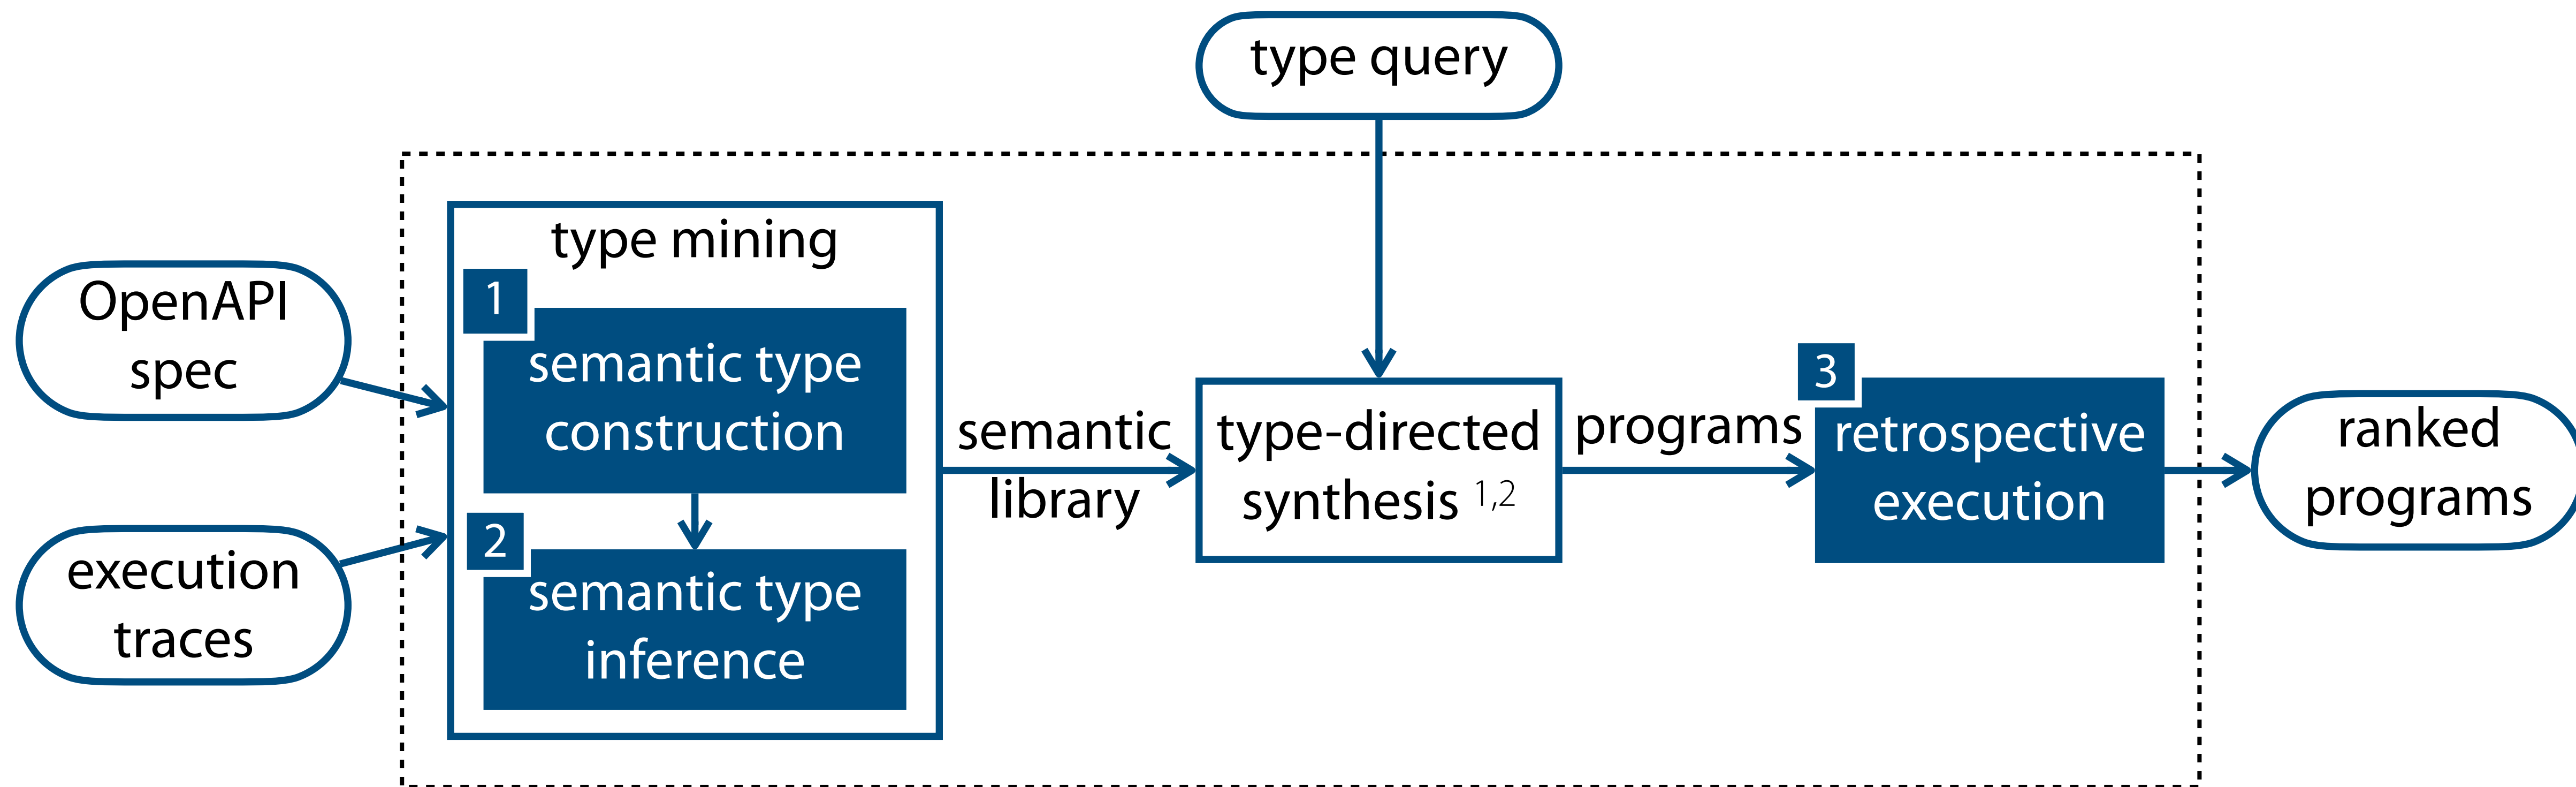 type query
type mining
OpenAPI
spec
1
semantic type
construction
execution
traces
2
semantic type
inference
semantic
library
type-directed
synthesis 1,2
programs
3
retrospective
execution
ranked
programs